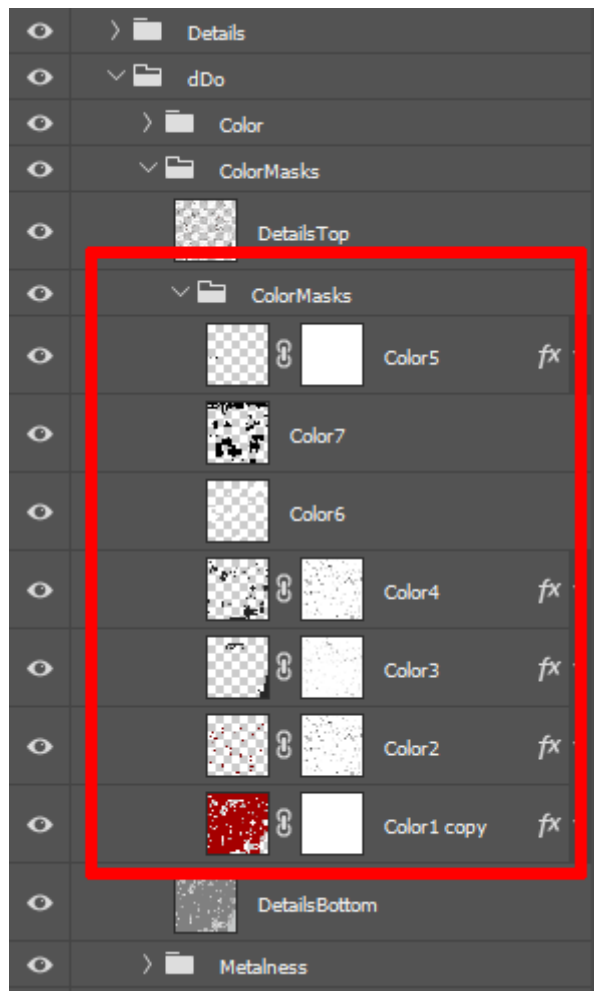 Details
dDo
Color
ColorMasks
DetailsTop
ColorMasks
Color5 fx
Color7
Color6
Color4 fx
Color3 fx
Color2 fx
Color1 copy fx
DetailsBottom
Metalness